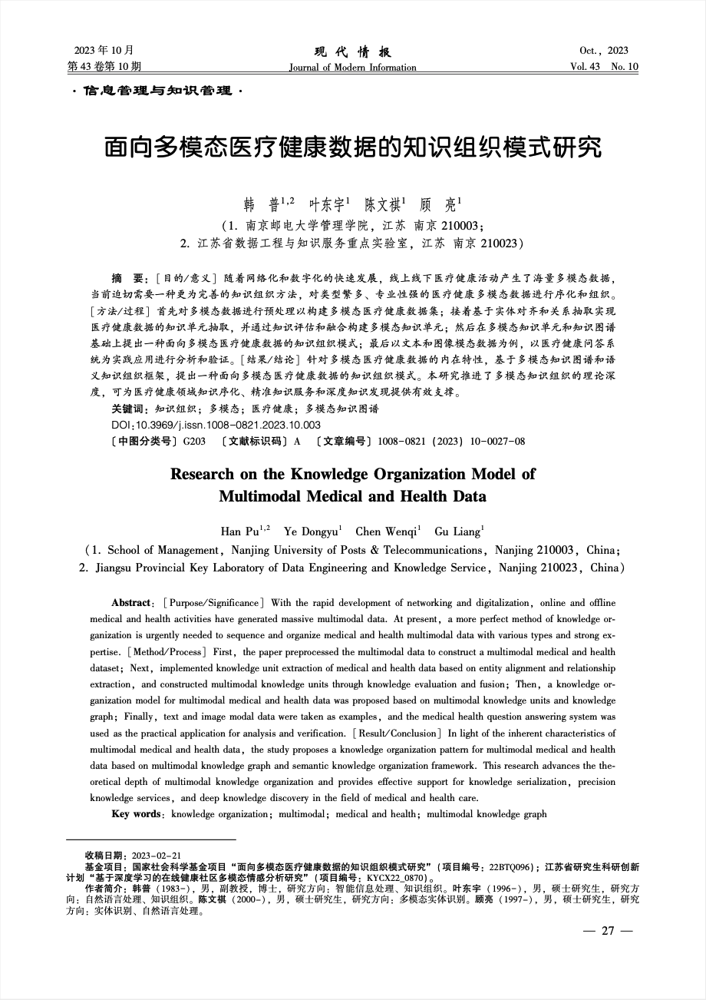 2023 年 10 月
第 43 卷第 10 期
现 代 情 报
Journal of Modern Information
Oct., 2023
Vol. 43 No. 10
· 信息管理与知识管理 ·
面向多模态医疗健康数据的知识组织模式研究
韩 普1,2 叶东宇1 陈文祺1 顾 亮1
(1. 南京邮电大学管理学院, 江苏 南京 210003;
2. 江苏省数据工程与知识服务重点实验室, 江苏 南京 210023)
摘 要: [目的/意义] 随着网络化和数字化的快速发展, 线上线下医疗健康活动产生了海量多模态数据,
当前迫切需要一种更为完善的知识组织方法, 对类型繁多、专业性强的医疗健康多模态数据进行序化和组织。
[方法/过程] 首先对多模态数据进行预处理以构建多模态医疗健康数据集; 接着基于实体对齐和关系抽取实现
医疗健康数据的知识单元抽取, 并通过知识评估和融合构建多模态知识单元; 然后在多模态知识单元和知识图谱
基础上提出一种面向多模态医疗健康数据的知识组织模式; 最后以文本和图像模态数据为例, 以医疗健康问答系
统为实践应用进行分析和验证。[结果/结论] 针对多模态医疗健康数据的内在特性, 基于多模态知识图谱和语
义知识组织框架, 提出一种面向多模态医疗健康数据的知识组织模式。本研究推进了多模态知识组织的理论深
度, 可为医疗健康领域知识序化、精准知识服务和深度知识发现提供有效支撑。
关键词: 知识组织; 多模态; 医疗健康; 多模态知识图谱
DOI:10.3969/j.issn.1008-0821.2023.10.003
〔中图分类号〕G203 〔文献标识码〕A 〔文章编号〕1008-0821 (2023) 10-0027-08
Research on the Knowledge Organization Model of
Multimodal Medical and Health Data
Han Pu1,2 Ye Dongyu1 Chen Wenqi1 Gu Liang1
(1. School of Management, Nanjing University of Posts & Telecommunications, Nanjing 210003, China;
2. Jiangsu Provincial Key Laboratory of Data Engineering and Knowledge Service, Nanjing 210023, China)
Abstract: [Purpose/Significance] With the rapid development of networking and digitalization, online and offline
medical and health activities have generated massive multimodal data. At present, a more perfect method of knowledge or-
ganization is urgently needed to sequence and organize medical and health multimodal data with various types and strong ex-
pertise. [Method/Process] First, the paper preprocessed the multimodal data to construct a multimodal medical and health
dataset; Next, implemented knowledge unit extraction of medical and health data based on entity alignment and relationship
extraction, and constructed multimodal knowledge units through knowledge evaluation and fusion; Then, a knowledge or-
ganization model for multimodal medical and health data was proposed based on multimodal knowledge units and knowledge
graph; Finally, text and image modal data were taken as examples, and the medical health question answering system was
used as the practical application for analysis and verification. [Result/Conclusion] In light of the inherent characteristics of
multimodal medical and health data, the study proposes a knowledge organization pattern for multimodal medical and health
data based on multimodal knowledge graph and semantic knowledge organization framework. This research advances the the-
oretical depth of multimodal knowledge organization and provides effective support for knowledge serialization, precision
knowledge services, and deep knowledge discovery in the field of medical and health care.
Key words: knowledge organization; multimodal; medical and health; multimodal knowledge graph
收稿日期: 2023-02-21
基金项目: 国家社会科学基金项目“面向多模态医疗健康数据的知识组织模式研究”(项目编号: 22BTQ096); 江苏省研究生科研创新
计划“基于深度学习的在线健康社区多模态情感分析研究”(项目编号: KYCX22_0870)。
作者简介: 韩普 (1983-), 男, 副教授, 博士, 研究方向: 智能信息处理、知识组织。叶东宇 (1996-), 男, 硕士研究生, 研究方
向: 自然语言处理、知识组织。陈文祺 (2000-), 男, 硕士研究生, 研究方向: 多模态实体识别。顾亮 (1997-), 男, 硕士研究生, 研究
方向: 实体识别、自然语言处理。
— 27 —